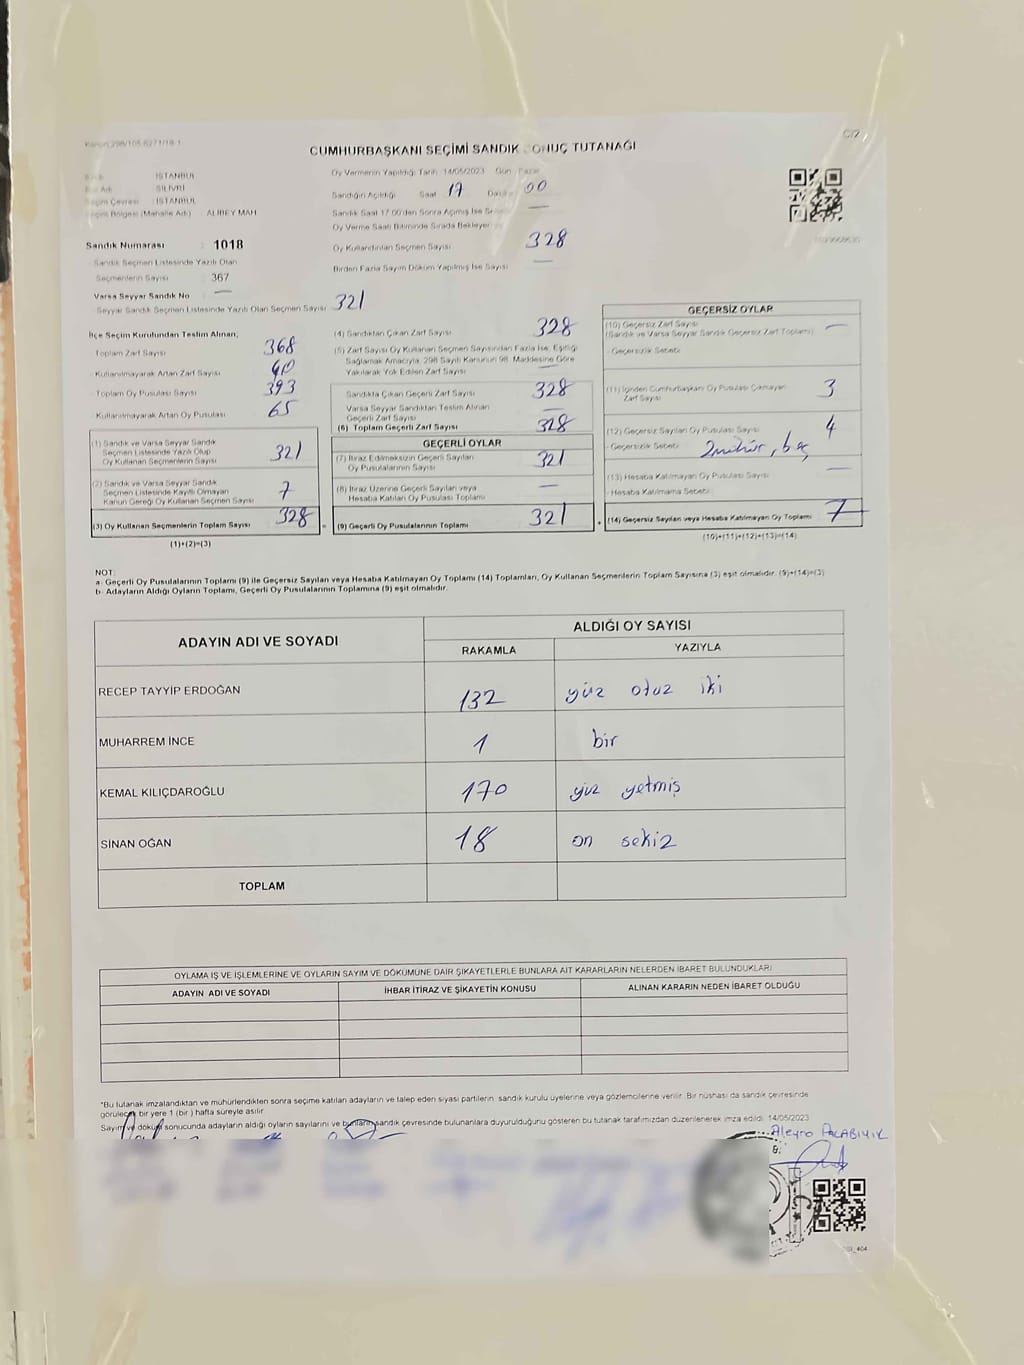 Kanun:298/105-6271/18-1
C/2
CUMHURBAŞKANI SEÇİMİ SANDIK SONUÇ TUTANAĞI
İSTANBUL
SİLİVRİ
Seçim Çevresi : İSTANBUL
Seçim Bölgesi (Mahalle Adı) ALİBEY MAH
Sandık Numarası : 1018
Sandık Seçmen Listesinde Yazılı Olan
Seçmenlerin Sayısı 367
Varsa Seyyar Sandık No —
Seyyar Sandık Seçmen Listesinde Yazılı Olan Seçmen Sayısı 321
Oy Vermenin Yapıldığı Tarih: 14/05/2023 Gün: Pazar
Sandığın Açıldığı Saat 17 00
Sandık Saat 17.00'den Sonra Açılmış İse —
Oy Verme Saati Bitiminde Sırada Bekleyen
Oy Kullandırılan Seçmen Sayısı 328
Birden Fazla Sayım Döküm Yapılmış İse Sayısı —
İlçe Seçim Kurulundan Teslim Alınan;
Toplam Zarf Sayısı 368
- Kullanılmayarak Artan Zarf Sayısı 40
Toplam Oy Pusulası Sayısı 393
- Kullanılmayarak Artan Oy Pusulası 65
(1) Sandık ve Varsa Seyyar Sandık
Seçmen Listesinde Yazılı Olup
Oy Kullanan Seçmenlerin Sayısı 321
(2) Sandık ve Varsa Seyyar Sandık
Seçmen Listesinde Kayıtlı Olmayan
Kanun Gereği Oy Kullanan Seçmen Sayısı 7
(3) Oy Kullanan Seçmenlerin Toplam Sayısı 328 =
(1)+(2)=(3)
(4) Sandıktan Çıkan Zarf Sayısı 328
(5) Zarf Sayısı Oy Kullanan Seçmen Sayısından Fazla İse, Eşitliği
Sağlamak Amacıyla, 298 Sayılı Kanunun 98. Maddesine Göre
Yakılarak Yok Edilen Zarf Sayısı —
Sandıkta Çıkan Geçerli Zarf Sayısı 328
Varsa Seyyar Sandıktan Teslim Alınan
Geçerli Zarf Sayısı —
(6) Toplam Geçerli Zarf Sayısı 328
GEÇERLİ OYLAR
(7) İtiraz Edilmeksizin Geçerli Sayılan
Oy Pusulalarının Sayısı 321
(8) İtiraz Üzerine Geçerli Sayılan veya
Hesaba Katılan Oy Pusulası Toplamı —
(9) Geçerli Oy Pusulalarının Toplamı 321 +
GEÇERSİZ OYLAR
(10) Geçersiz Zarf Sayısı —
(Sandık ve Varsa Seyyar Sandık Geçersiz Zarf Toplamı)
- Geçersizlik Sebebi
(11) İçinden Cumhurbaşkanı Oy Pusulası Çıkmayan
Zarf Sayısı 3
(12) Geçersiz Sayılan Oy Pusulası Sayısı 4
- Geçersizlik Sebebi 2 mühür, boş
(13) Hesaba Katılmayan Oy Pusulası Sayısı —
- Hesaba Katılmama Sebebi
(14) Geçersiz Sayılan veya Hesaba Katılmayan Oy Toplamı 7
(10)+(11)+(12)+(13)=(14)
NOT:
a- Geçerli Oy Pusulalarının Toplamı (9) ile Geçersiz Sayılan veya Hesaba Katılmayan Oy Toplamı (14) Toplamları, Oy Kullanan Seçmenlerin Toplam Sayısına (3) eşit olmalıdır. (9)+(14)=(3)
b- Adayların Aldığı Oyların Toplamı, Geçerli Oy Pusulalarının Toplamına (9) eşit olmalıdır.
ADAYIN ADI VE SOYADI
ALDIĞI OY SAYISI
RAKAMLA YAZIYLA
RECEP TAYYİP ERDOĞAN 132 yüz otuz iki
MUHARREM İNCE 1 bir
KEMAL KILIÇDAROĞLU 170 yüz yetmiş
SİNAN OĞAN 18 on sekiz
TOPLAM
OYLAMA İŞ VE İŞLEMLERİNE VE OYLARIN SAYIM VE DÖKÜMÜNE DAİR ŞİKAYETLERLE BUNLARA AİT KARARLARIN NELERDEN İBARET BULUNDUKLARI
ADAYIN ADI VE SOYADI İHBAR İTİRAZ VE ŞİKAYETİN KONUSU ALINAN KARARIN NEDEN İBARET OLDUĞU
*Bu tutanak imzalandıktan ve mühürlendikten sonra seçime katılan adayların ve talep eden siyasi partilerin, sandık kurulu üyelerine veya gözlemcilerine verilir. Bir nüshası da sandık çevresinde
görülecek bir yere 1 (bir) hafta süreyle asılır.
Sayım ve döküm sonucunda adayların aldığı oyların sayılarını ve bunların sandık çevresinde bulunanlara duyurulduğunu gösteren bu tutanak tarafımızdan düzenlenerek imza edildi. 14/05/2023
Aleyna PALABIYIK